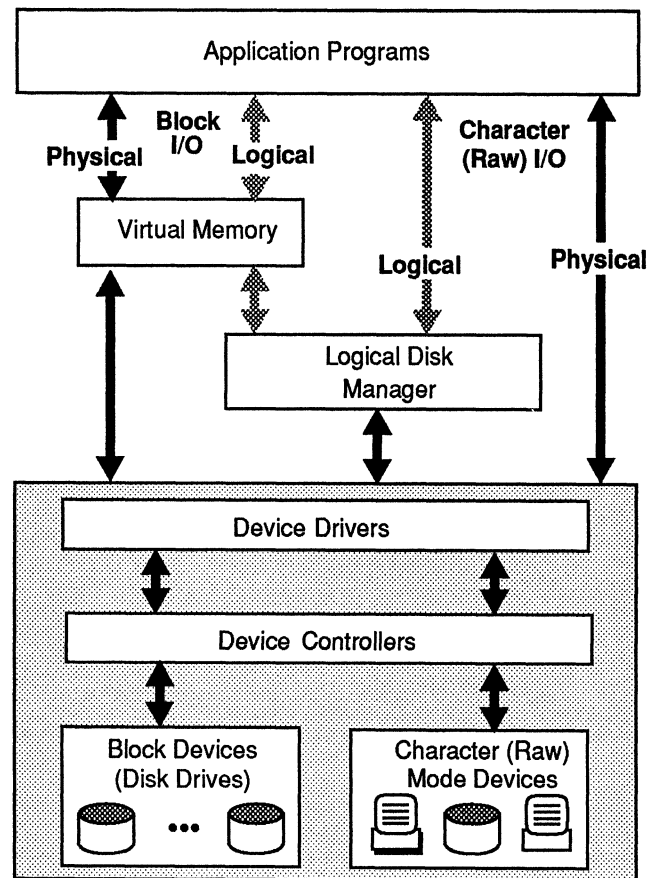 Application Programs
Block
I/O
Physical
Logical
Character
(Raw) I/O
Virtual Memory
Logical
Physical
Logical Disk
Manager
Device Drivers
Device Controllers
Block Devices
(Disk Drives)
•••
Character (Raw)
Mode Devices